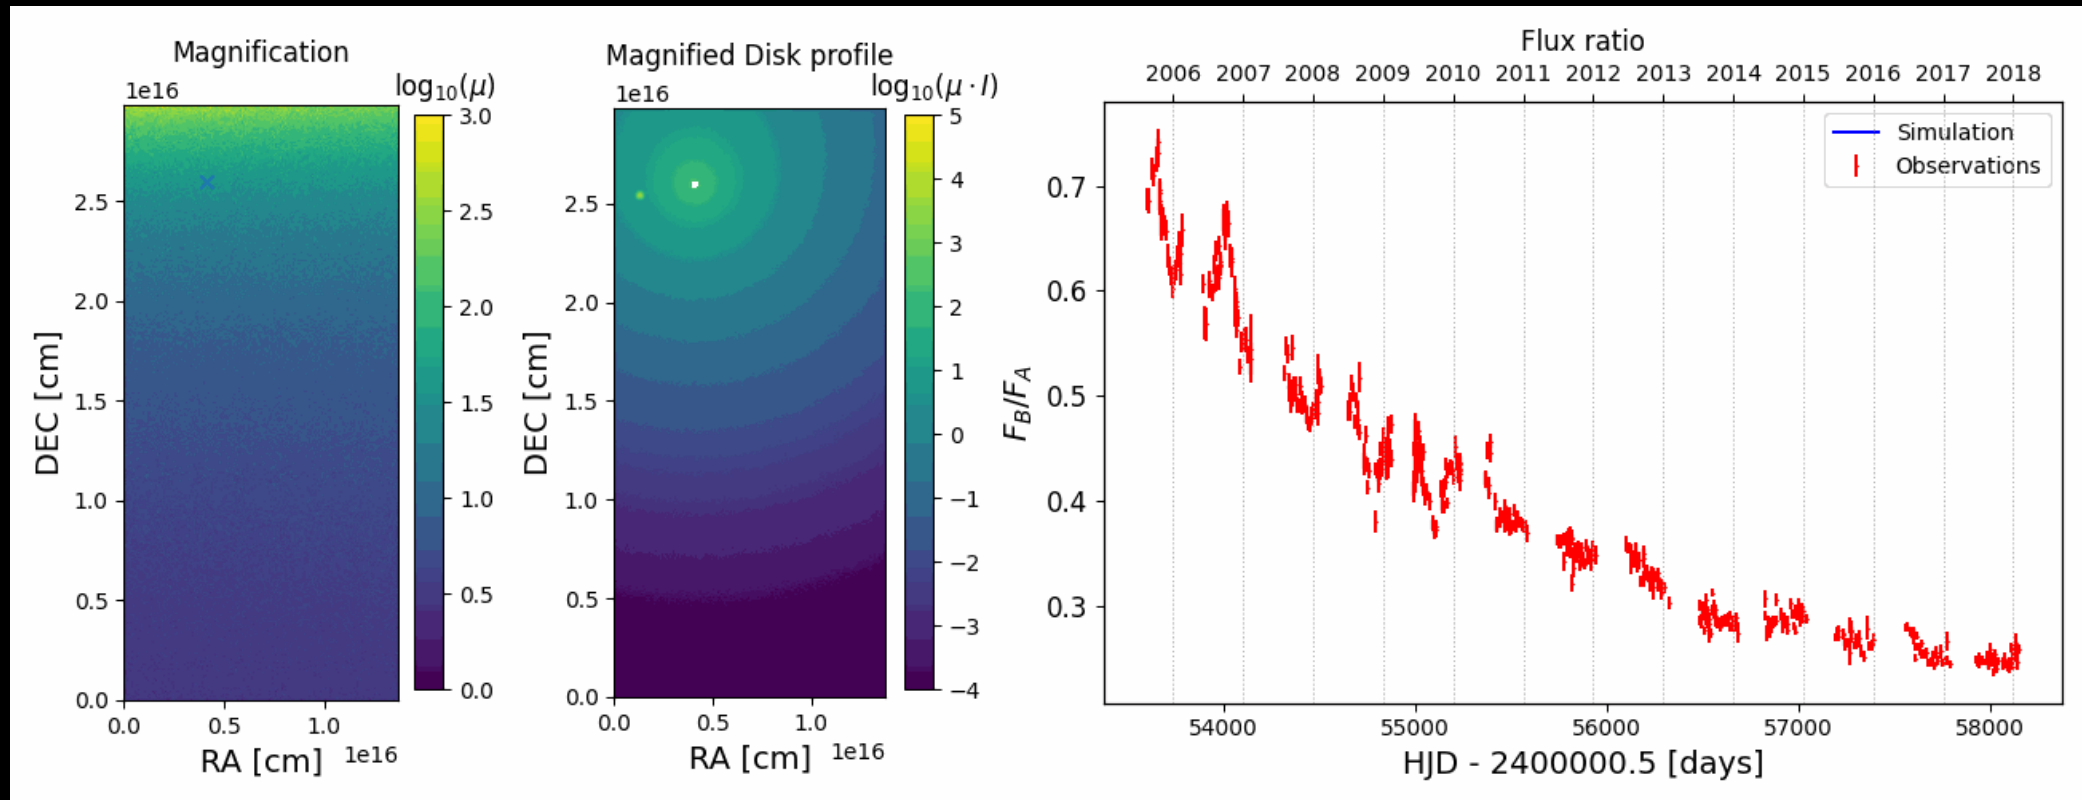 Magnification
1e16
log₁₀(μ)
3.0
2.5
2.0
1.5
1.0
0.5
0.0
2.5
2.0
1.5
1.0
0.5
0.0
DEC [cm]
0.0 0.5 1.0
RA [cm] 1e16
Magnified Disk profile
1e16
log₁₀(μ · I)
5
4
3
2
1
0
−1
−2
−3
−4
2.5
2.0
1.5
1.0
0.5
0.0
DEC [cm]
0.0 0.5 1.0
RA [cm] 1e16
Flux ratio
2006 2007 2008 2009 2010 2011 2012 2013 2014 2015 2016 2017 2018
Simulation
Observations
0.7
0.6
0.5
0.4
0.3
F_B/F_A
54000 55000 56000 57000 58000
HJD - 2400000.5 [days]